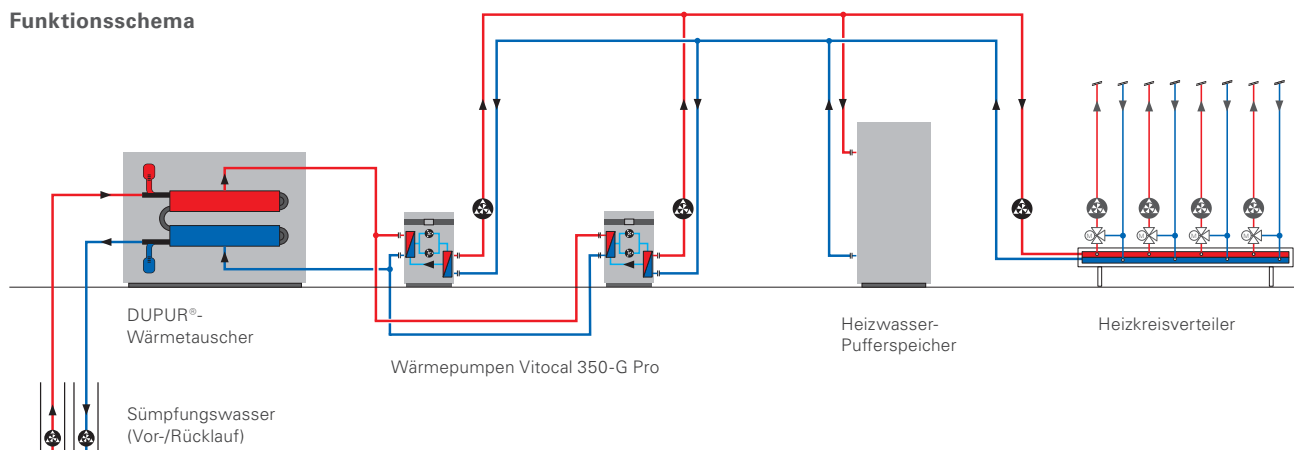 Funktionsschema
DUPUR®-
Wärmetauscher
Wärmepumpen Vitocal 350-G Pro
Heizwasser-
Pufferspeicher
Heizkreisverteiler
Sümpfungswasser
(Vor-/Rücklauf)
M
M
M
M